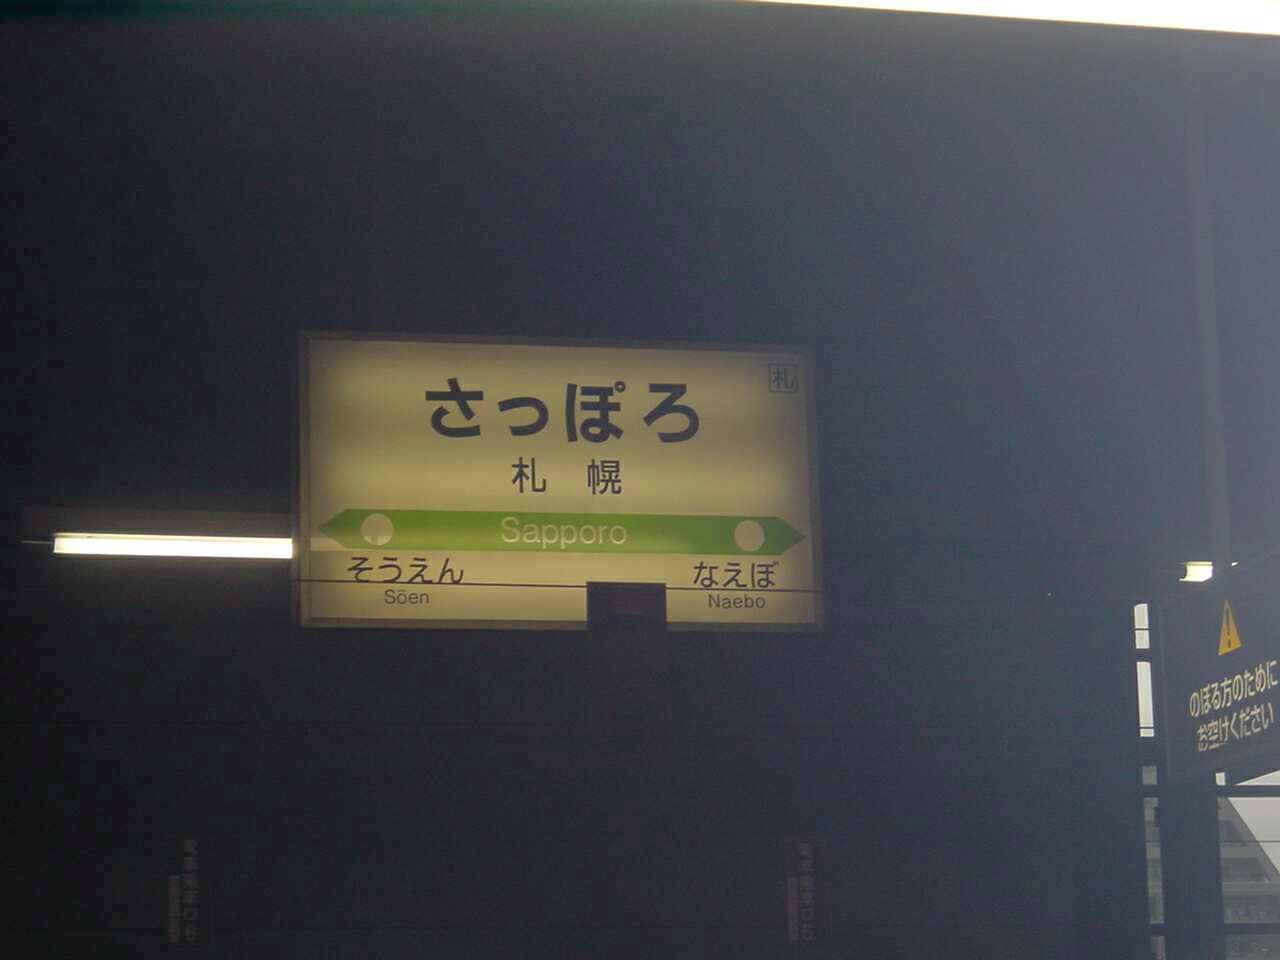 札
さっぽろ
札幌
Sapporo
そうえん
Sōen
なえぼ
Naebo
のぼる方のために
お空けください